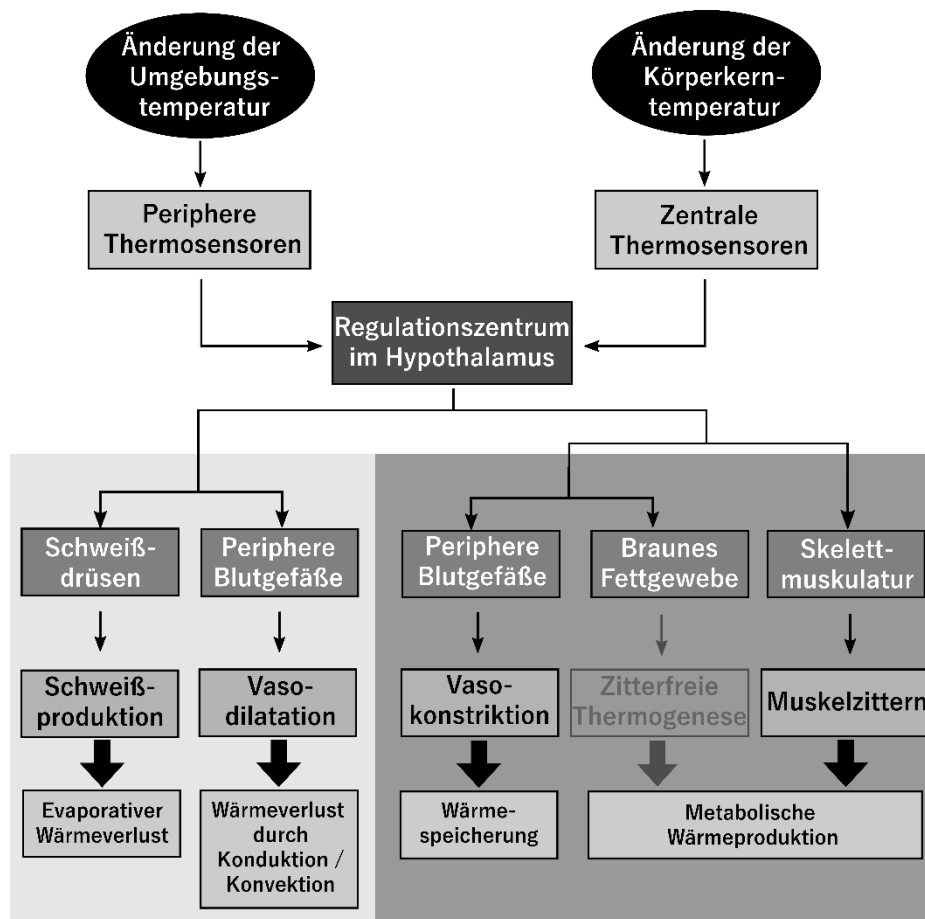 Änderung der
Umgebungs-
temperatur
Änderung der
Körperkern-
temperatur
Periphere
Thermosensoren
Zentrale
Thermosensoren
Regulationszentrum
im Hypothalamus
Schweiß-
drüsen
Periphere
Blutgefäße
Periphere
Blutgefäße
Braunes
Fettgewebe
Skelett-
muskulatur
Schweiß-
produktion
Vaso-
dilatation
Vaso-
konstriktion
Zitterfreie
Thermogenese
Muskelzittern
Evaporativer
Wärmeverlust
Wärmeverlust
durch
Konduktion /
Konvektion
Wärme-
speicherung
Metabolische
Wärmeproduktion